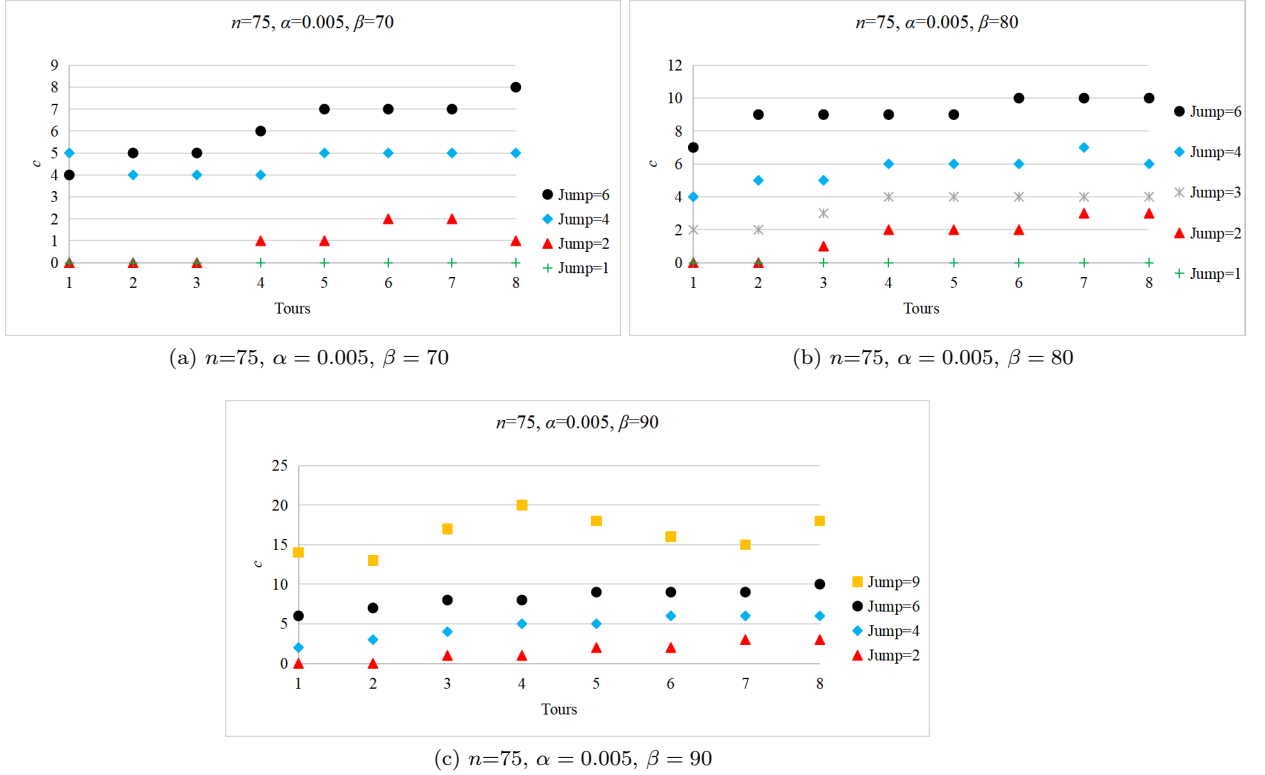 n=75, α=0.005, β=70
9
8
7
6
5
4
3
2
1
0
c
1 2 3 4 5 6 7 8
Tours
Jump=6
Jump=4
Jump=2
Jump=1
(a) n=75, α = 0.005, β = 70
n=75, α=0.005, β=80
12
10
8
6
4
2
0
c
1 2 3 4 5 6 7 8
Tours
Jump=6
Jump=4
Jump=3
Jump=2
Jump=1
(b) n=75, α = 0.005, β = 80
n=75, α=0.005, β=90
25
20
15
10
5
0
c
1 2 3 4 5 6 7 8
Tours
Jump=9
Jump=6
Jump=4
Jump=2
(c) n=75, α = 0.005, β = 90